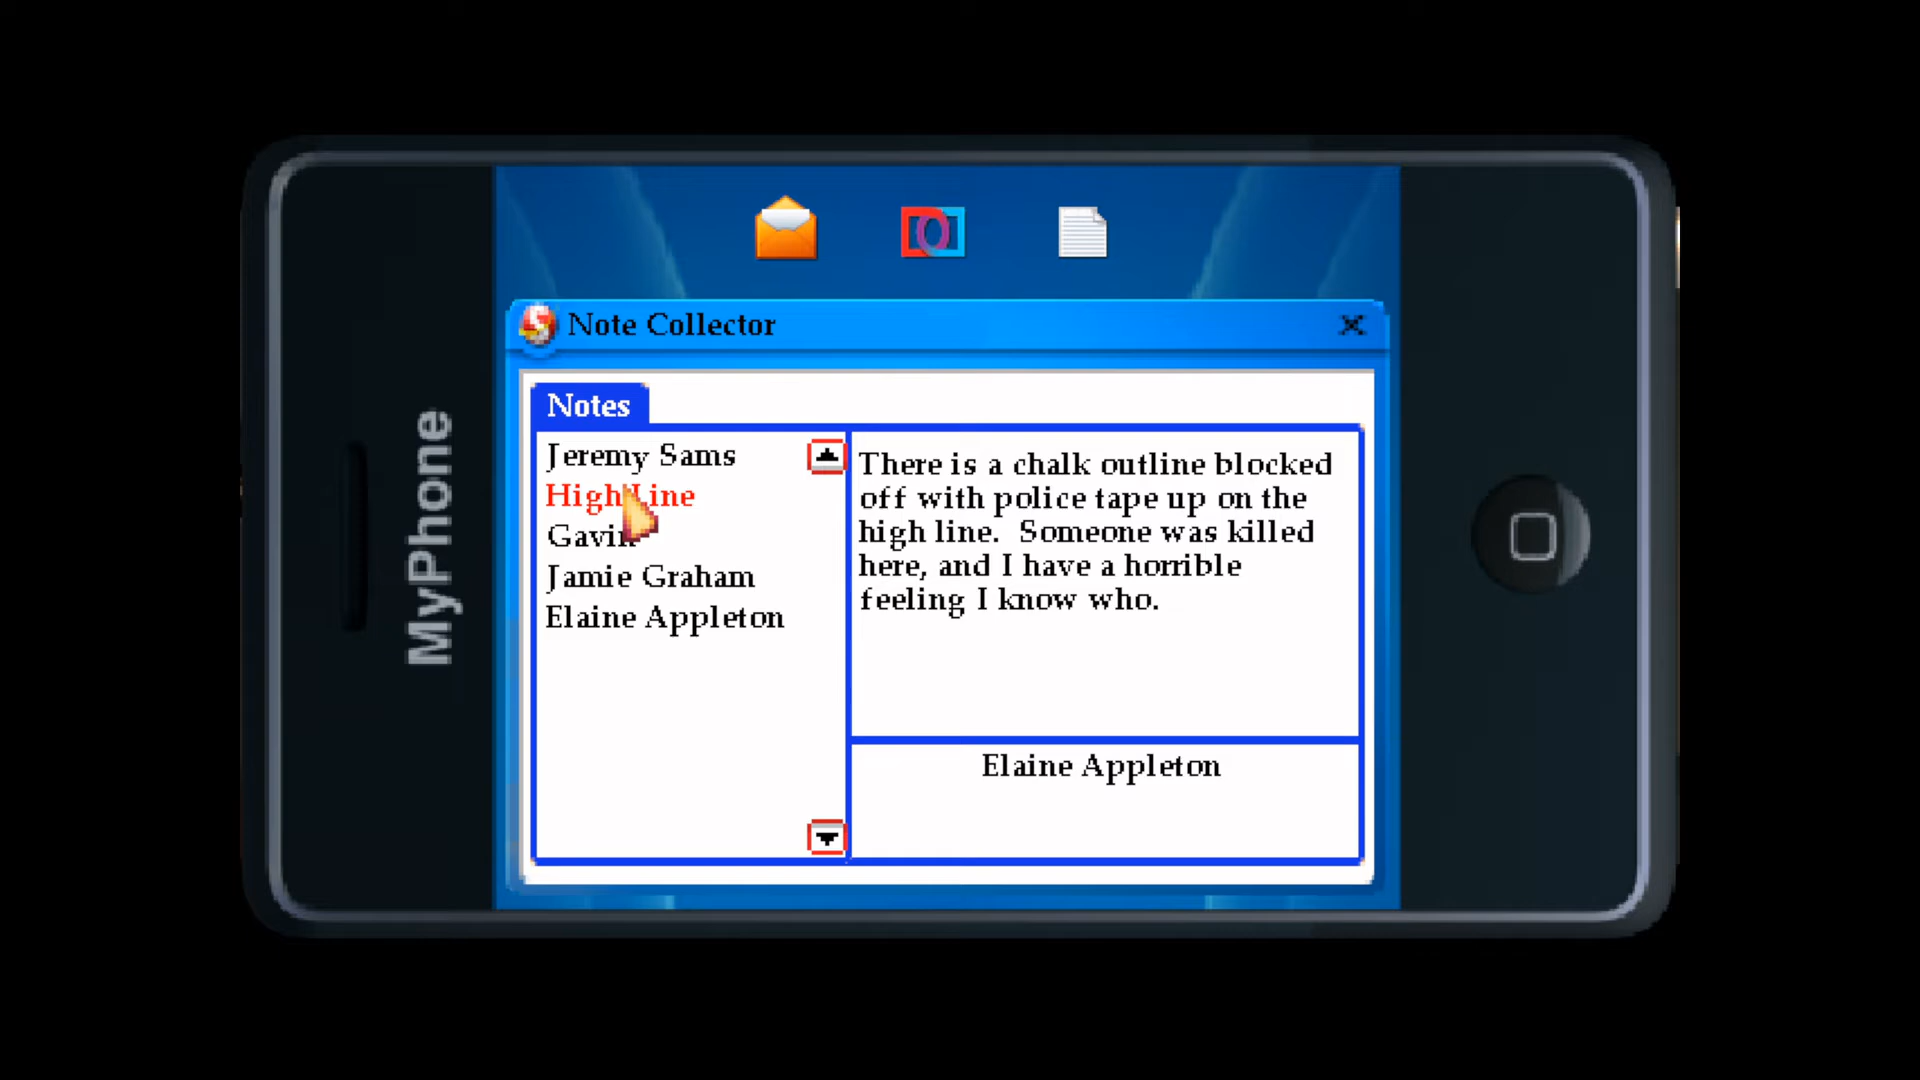 MyPhone
Note Collector
Notes
Jeremy Sams
High Line
Gavin
Jamie Graham
Elaine Appleton
There is a chalk outline blocked
off with police tape up on the
high line.  Someone was killed
here, and I have a horrible
feeling I know who.
Elaine Appleton